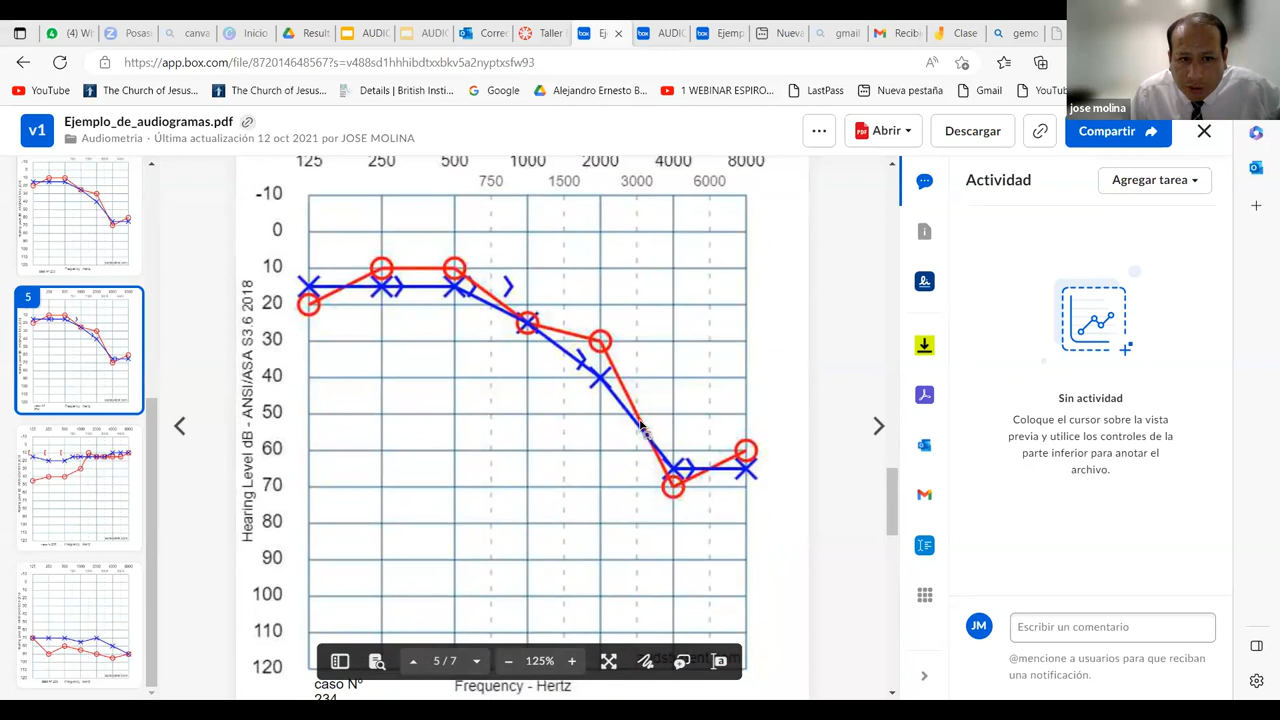 (4) WI
Posas
canva
Inicio
Result
AUDIO
AUDIO
Correo
Taller
Ej
AUDIO
Ejemp
Nueva
gmail
Recib
Clase
gemo
https://app.box.com/file/872014648567?s=v488sd1hhhibdtxxbkv5a2nyptxsfw93
jose molina
YouTube
The Church of Jesus...
The Church of Jesus...
Details | British Insti...
Google
Alejandro Ernesto B...
1 WEBINAR ESPIRO...
LastPass
Nueva pestaña
Gmail
YouTu
v1
Ejemplo_de_audiogramas.pdf
Audiometria • Última actualización 12 oct 2021 por JOSE MOLINA
Abrir
Descargar
Compartir
125 250 500 1000 2000 4000 8000
750 1500 3000 6000
-10
0
10
20
30
40
50
60
70
80
90
100
110
120
Hearing Level dB - ANSI/ASA S3 6 2018
5
5 / 7
125%
caso N°
234
Frequency - Hertz
Actividad
Agregar tarea
Sin actividad
Coloque el cursor sobre la vista
previa y utilice los controles de la
parte inferior para anotar el
archivo.
JM
Escribir un comentario
@mencione a usuarios para que reciban
una notificación.